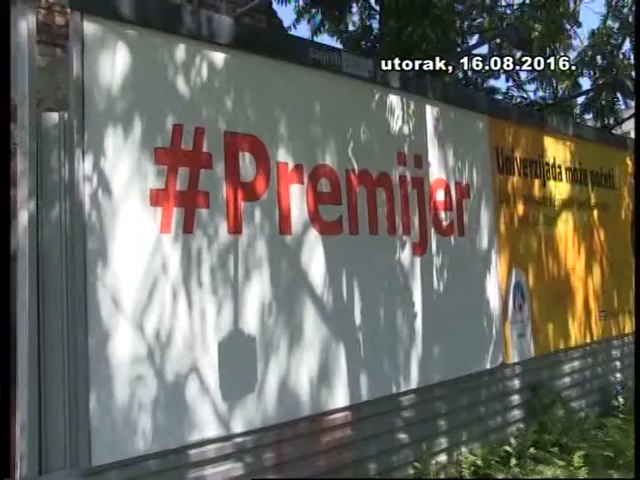 utorak, 16.08.2016.
#Premijer
Univerzijada može početi.